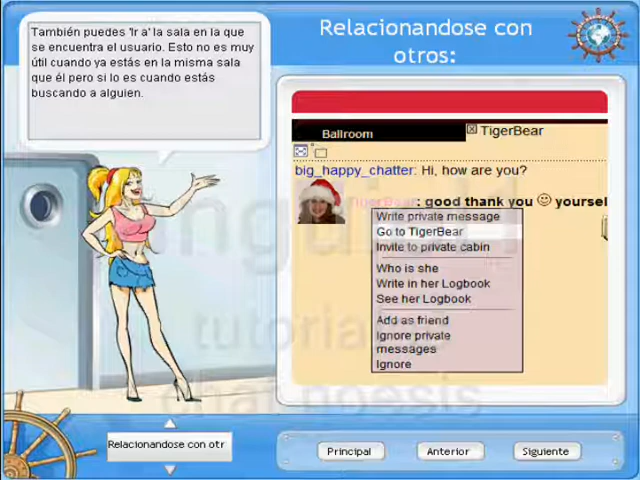 También puedes 'Ir a' la sala en la que
se encuentra el usuario. Esto no es muy
útil cuando ya estás en la misma sala
que él pero si lo es cuando estás
buscando a alguien.
Relacionandose con
otros:
Ballroom
TigerBear
big_happy_chatter: Hi, how are you?
TigerBear: good thank you yoursel
Write private message
Go to TigerBear
Invite to private cabin
Who is she
Write in her Logbook
See her Logbook
Add as friend
Ignore private
messages
Ignore
tutoriales
chat noesis
Relacionandose con otr
Principal
Anterior
Siguiente